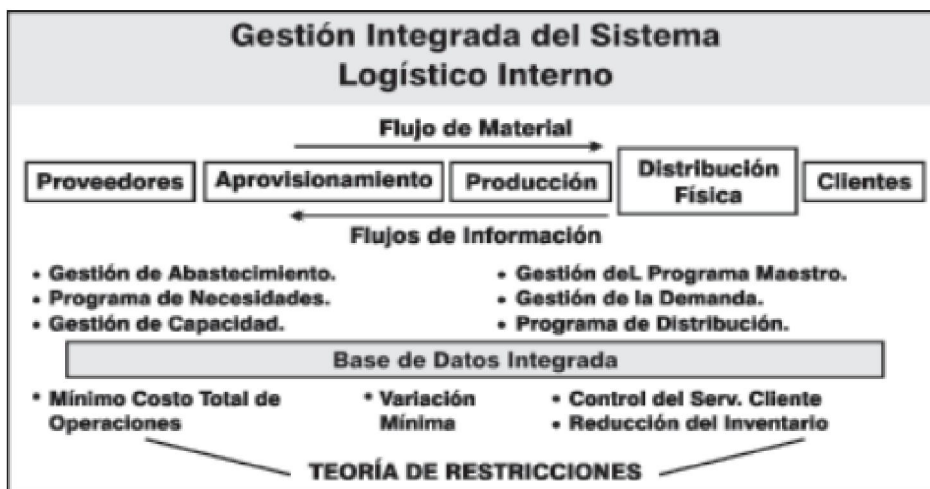 Gestión Integrada del Sistema
Logístico Interno
Flujo de Material
Proveedores
Aprovisionamiento
Producción
Distribución
Física
Clientes
Flujos de Información
• Gestión de Abastecimiento.
• Programa de Necesidades.
• Gestión de Capacidad.
• Gestión deL Programa Maestro.
• Gestión de la Demanda.
• Programa de Distribución.
Base de Datos Integrada
• Mínimo Costo Total de
Operaciones
• Variación
Mínima
• Control del Serv. Cliente
• Reducción del Inventario
TEORÍA DE RESTRICCIONES